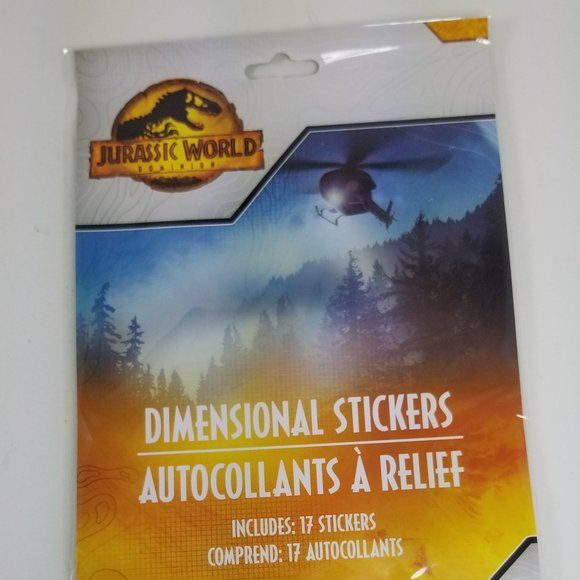 JURASSIC WORLD
DOMINION
DIMENSIONAL STICKERS
AUTOCOLLANTS À RELIEF
INCLUDES: 17 STICKERS
COMPREND: 17 AUTOCOLLANTS